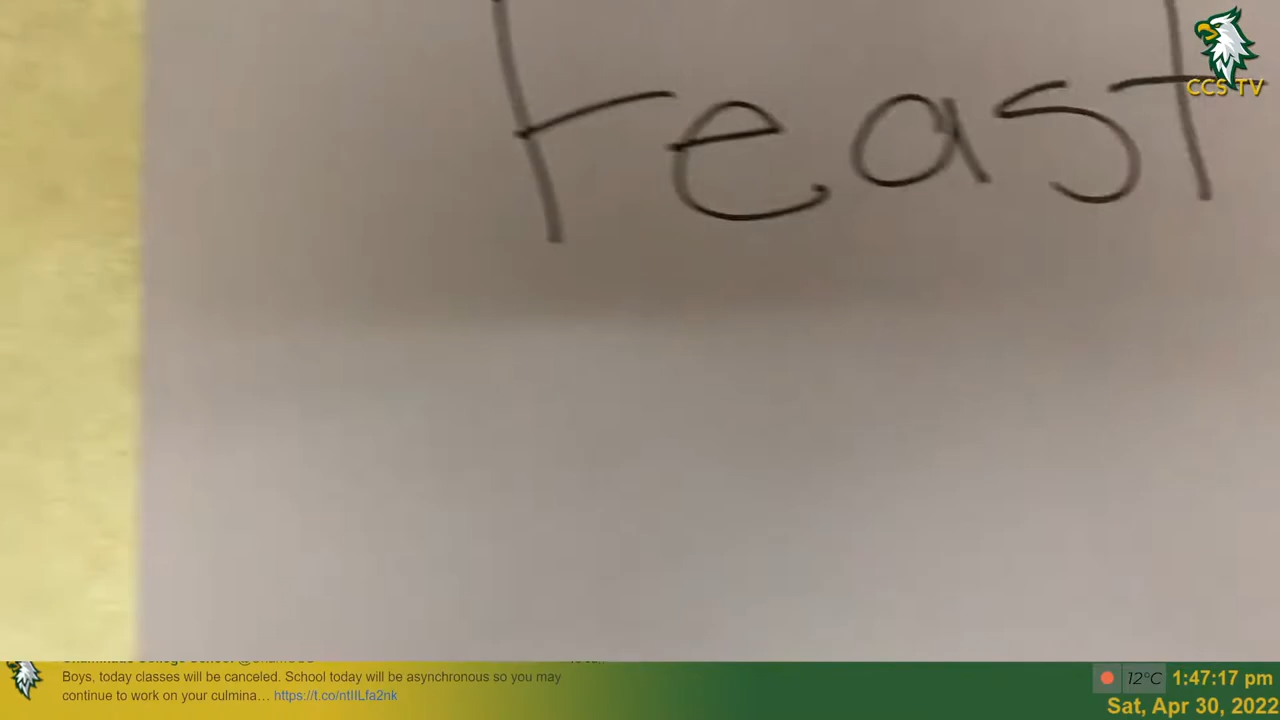 Feast
CCS TV
Boys, today classes will be canceled. School today will be asynchronous so you may
continue to work on your culmina… https://t.co/ntIILfa2nk
12°C
1:47:17 pm
Sat, Apr 30, 2022